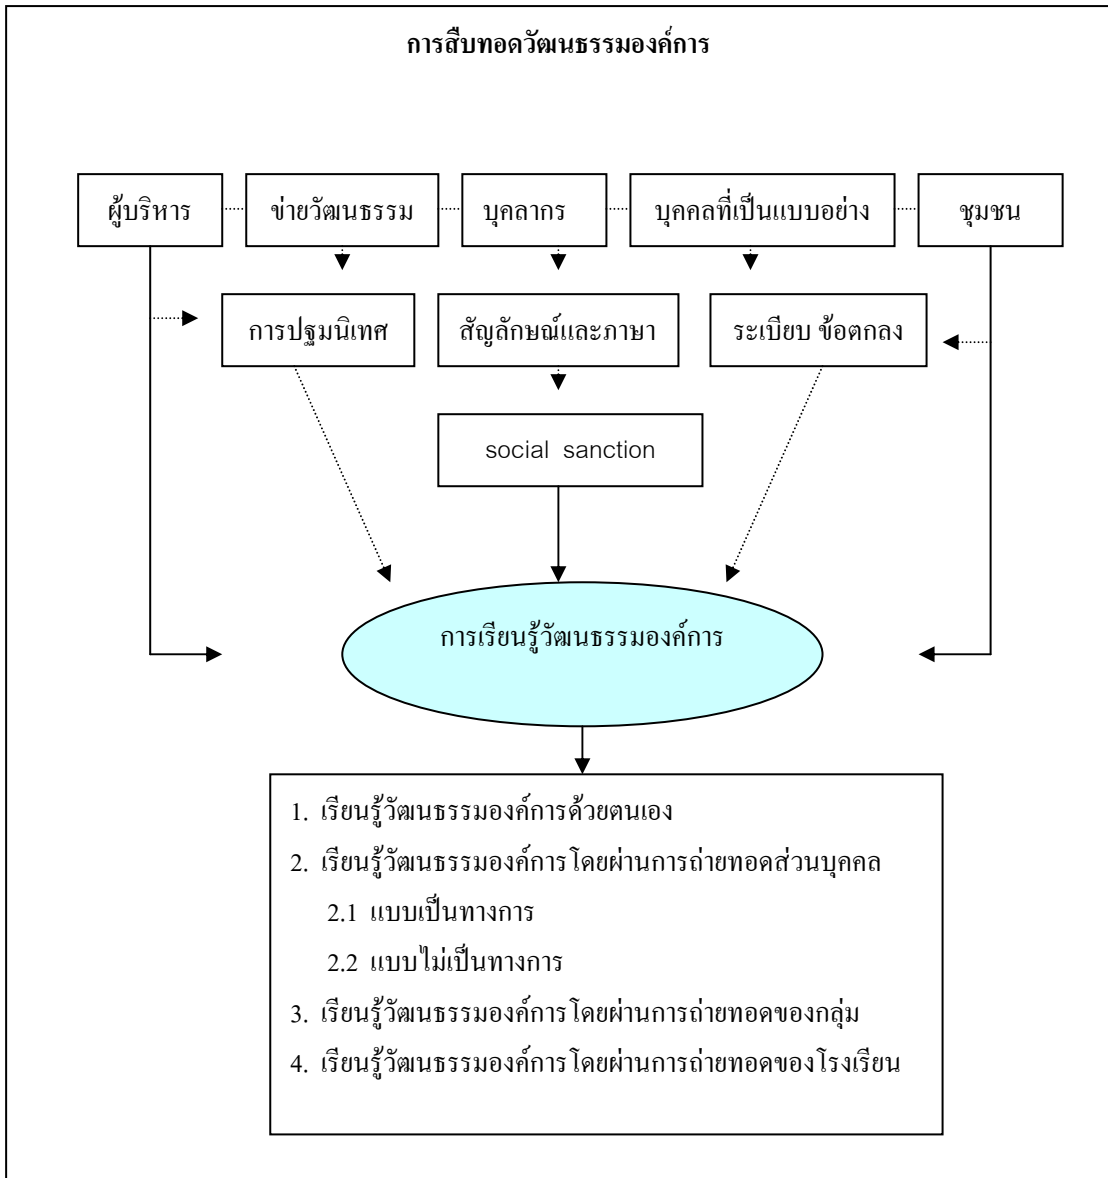 การสืบทอดวัฒนธรรมองค์การ
ผู้บริหาร
ข่ายวัฒนธรรม
บุคลากร
บุคคลที่เป็นแบบอย่าง
ชุมชน
การปฐมนิเทศ
สัญลักษณ์และภาษา
ระเบียบ ข้อตกลง
social sanction
การเรียนรู้วัฒนธรรมองค์การ
1. เรียนรู้วัฒนธรรมองค์การด้วยตนเอง
2. เรียนรู้วัฒนธรรมองค์การโดยผ่านการถ่ายทอดส่วนบุคคล
2.1 แบบเป็นทางการ
2.2 แบบไม่เป็นทางการ
3. เรียนรู้วัฒนธรรมองค์การโดยผ่านการถ่ายทอดของกลุ่ม
4. เรียนรู้วัฒนธรรมองค์การโดยผ่านการถ่ายทอดของโรงเรียน